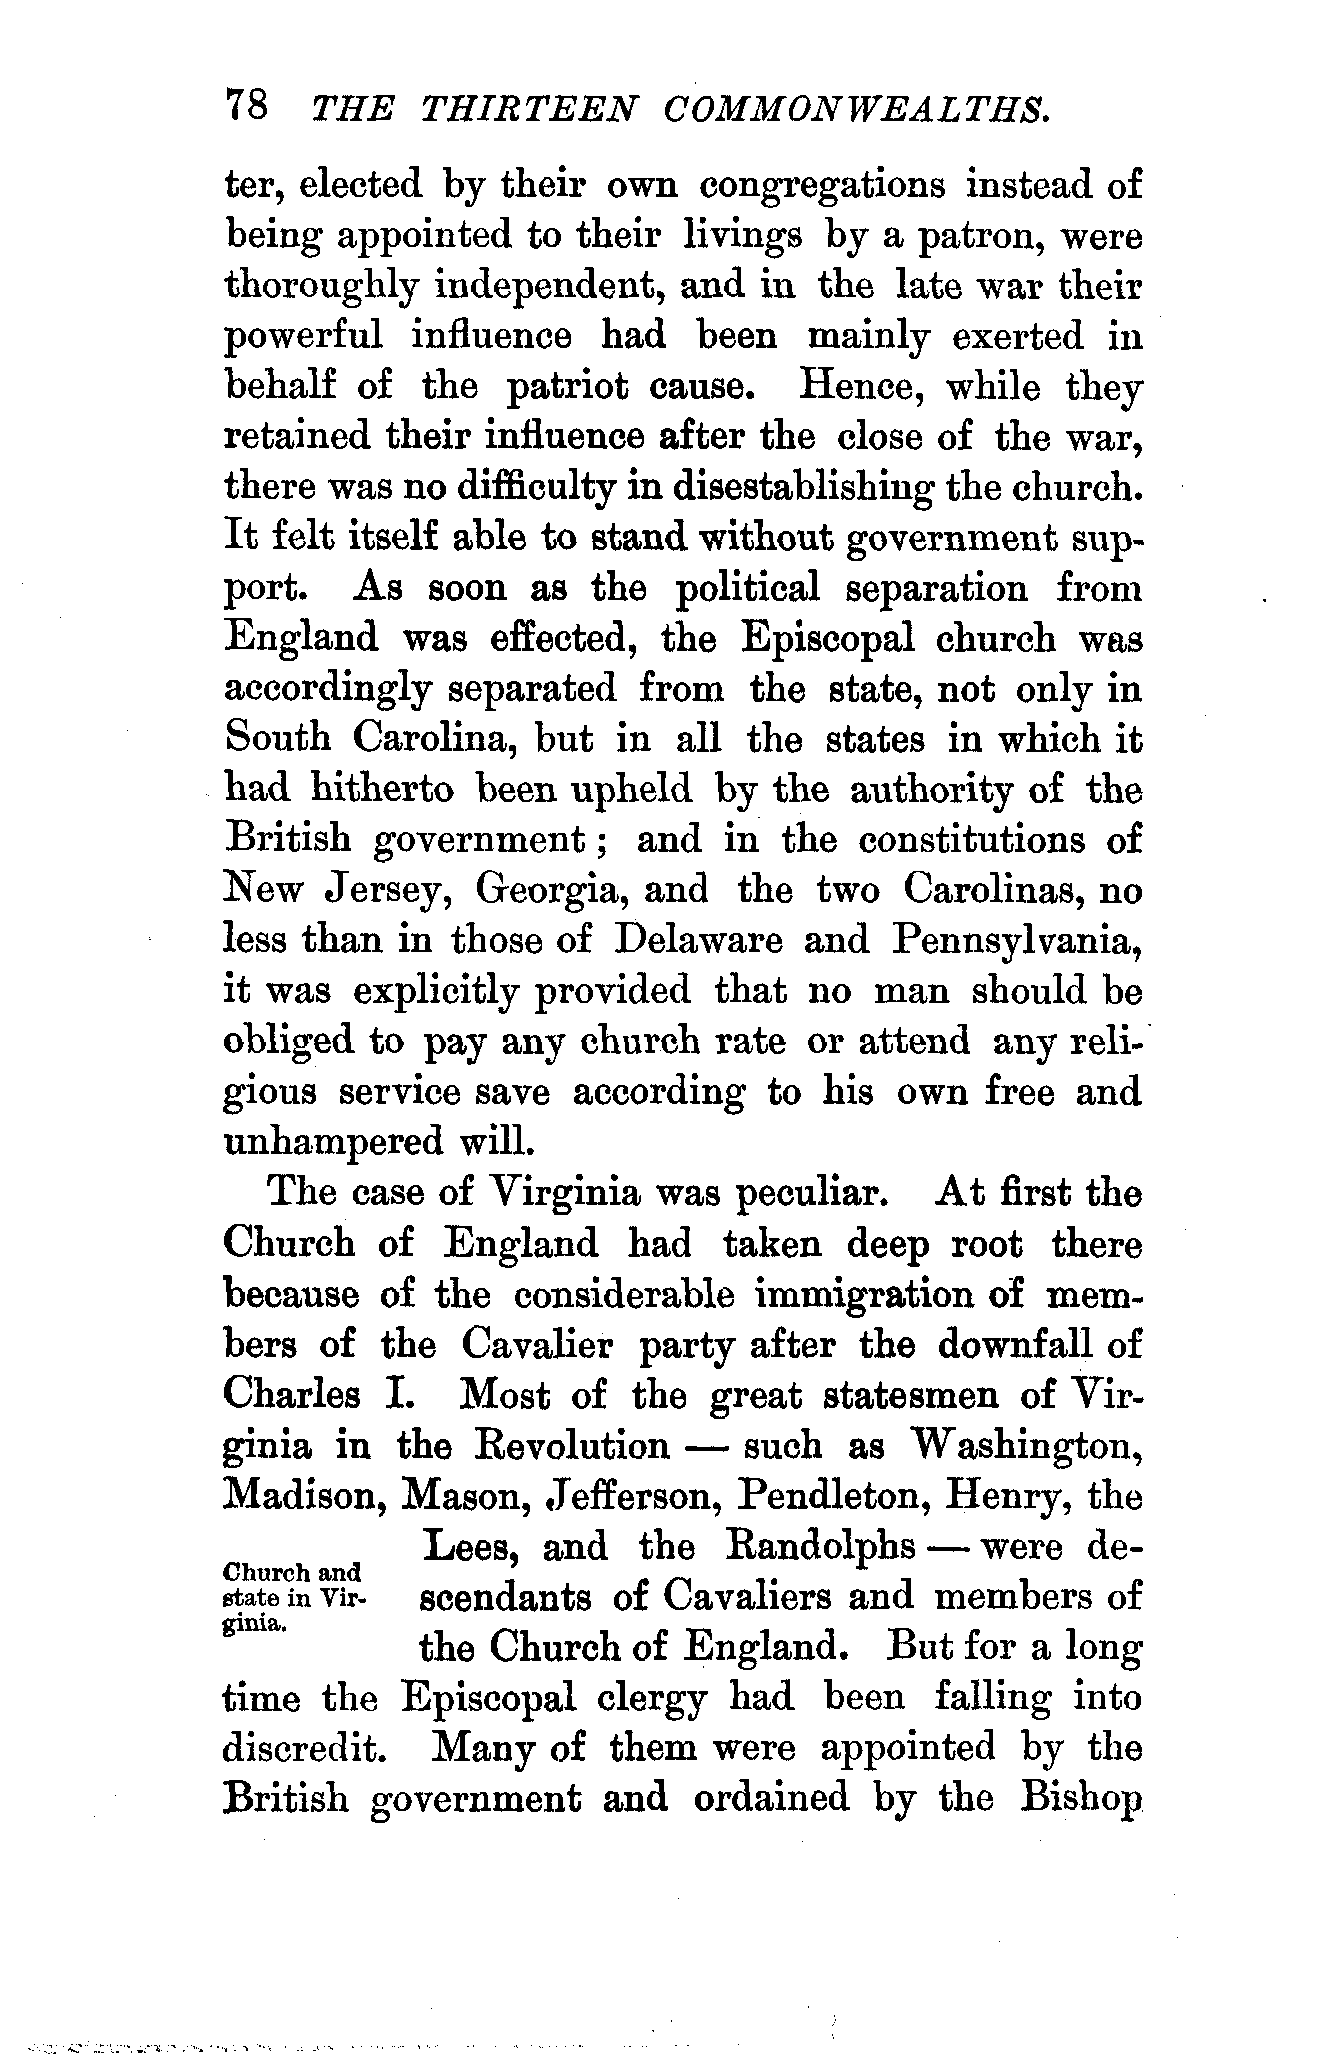 78 THE THIRTEEN COMMONWEALTHS.
ter, elected by their own congregations instead of
being appointed to their livings by a patron, were
thoroughly independent, and in the late war their
powerful influence had been mainly exerted in
behalf of the patriot cause. Hence, while they
retained their influence after the close of the war,
there was no difficulty in disestablishing the church.
It felt itself able to stand without government sup-
port. As soon as the political separation from
England was effected, the Episcopal church was
accordingly separated from the state, not only in
South Carolina, but in all the states in which it
had hitherto been upheld by the authority of the
British government ; and in the constitutions of
New Jersey, Georgia, and the two Carolinas, no
less than in those of Delaware and Pennsylvania,
it was explicitly provided that no man should be
obliged to pay any church rate or attend any reli-
gious service save according to his own free and
unhampered will.
The case of Virginia was peculiar. At first the
Church of England had taken deep root there
because of the considerable immigration of mem-
bers of the Cavalier party after the downfall of
Charles I. Most of the great statesmen of Vir-
ginia in the Revolution — such as Washington,
Madison, Mason, Jefferson, Pendleton, Henry, the
Church and
state in Vir-
ginia.
Lees, and the Randolphs — were de-
scendants of Cavaliers and members of
the Church of England. But for a long
time the Episcopal clergy had been falling into
discredit. Many of them were appointed by the
British government and ordained by the Bishop